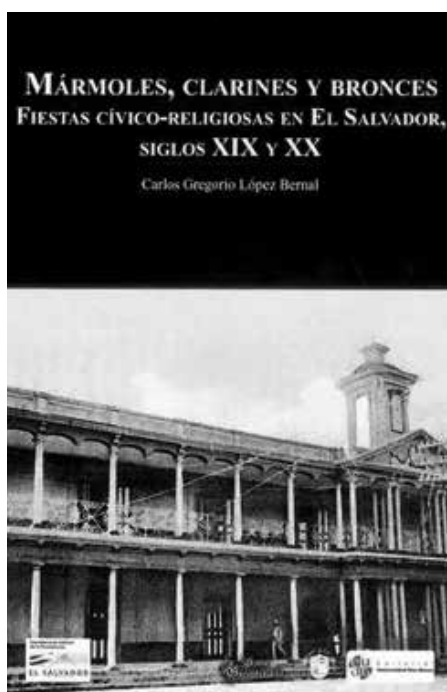 MÁRMOLES, CLARINES Y BRONCES
FIESTAS CÍVICO-RELIGIOSAS EN EL SALVADOR,
SIGLOS XIX Y XX
Carlos Gregorio López Bernal
EL SALVADOR